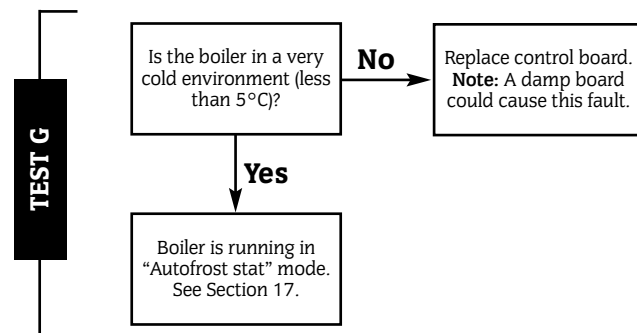 TEST G
Is the boiler in a very
cold environment (less
than 5°C)?
No
Replace control board.
Note: A damp board
could cause this fault.
Yes
Boiler is running in
“Autofrost stat” mode.
See Section 17.